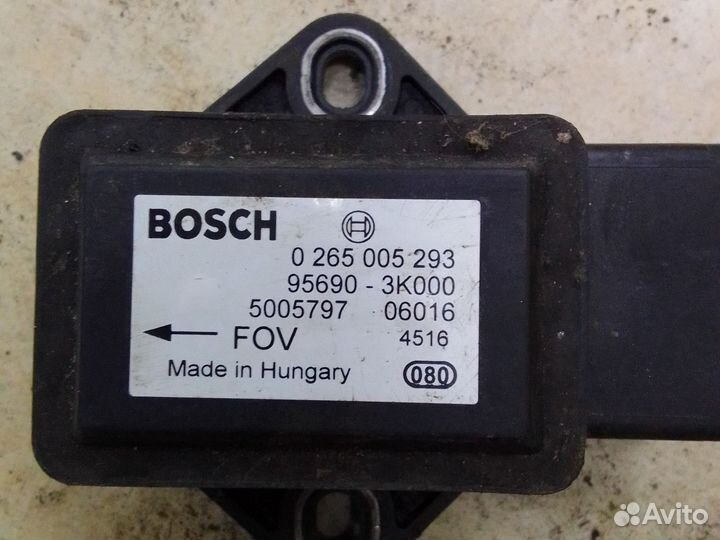 BOSCH
0 265 005 293
95690 - 3K000
5005797 06016
FOV 4516
Made in Hungary 080
Avito